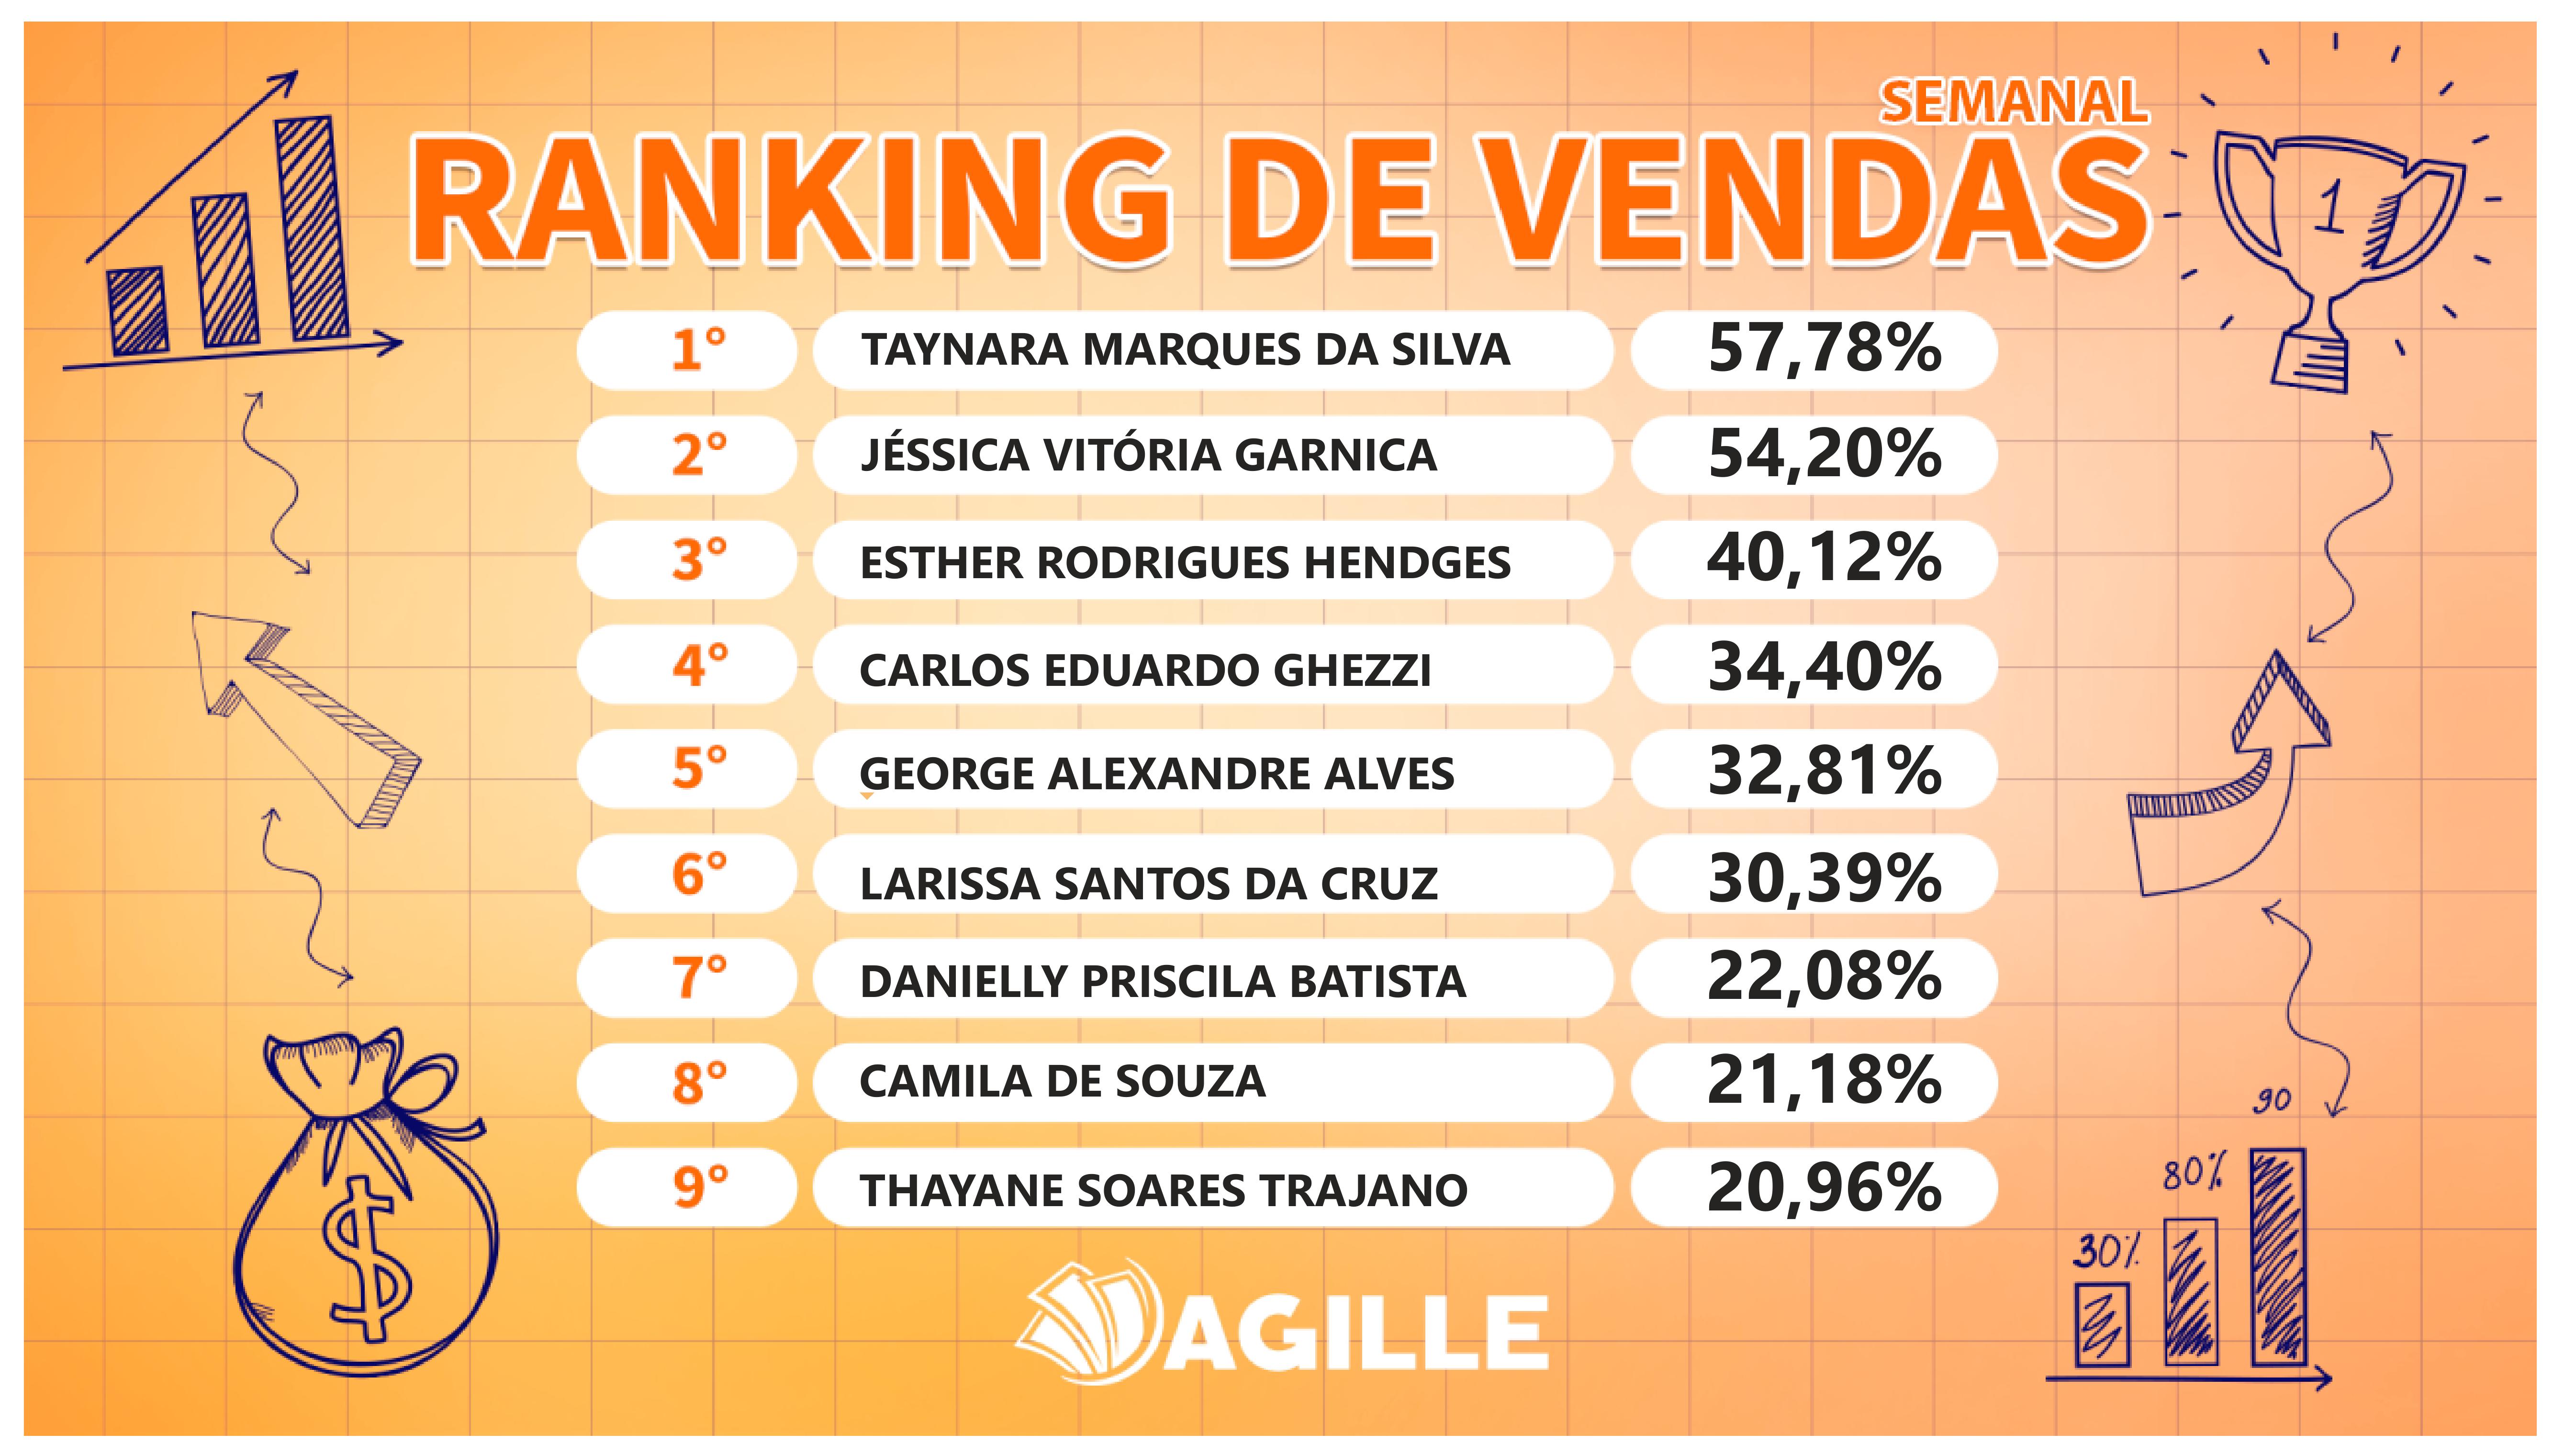 SEMANAL
RANKING DE VENDAS
1
1° TAYNARA MARQUES DA SILVA 57,78%
2° JÉSSICA VITÓRIA GARNICA 54,20%
3° ESTHER RODRIGUES HENDGES 40,12%
4° CARLOS EDUARDO GHEZZI 34,40%
5° GEORGE ALEXANDRE ALVES 32,81%
6° LARISSA SANTOS DA CRUZ 30,39%
7° DANIELLY PRISCILA BATISTA 22,08%
8° CAMILA DE SOUZA 21,18%
9° THAYANE SOARES TRAJANO 20,96%
$
90
80%
30%
AGILLE